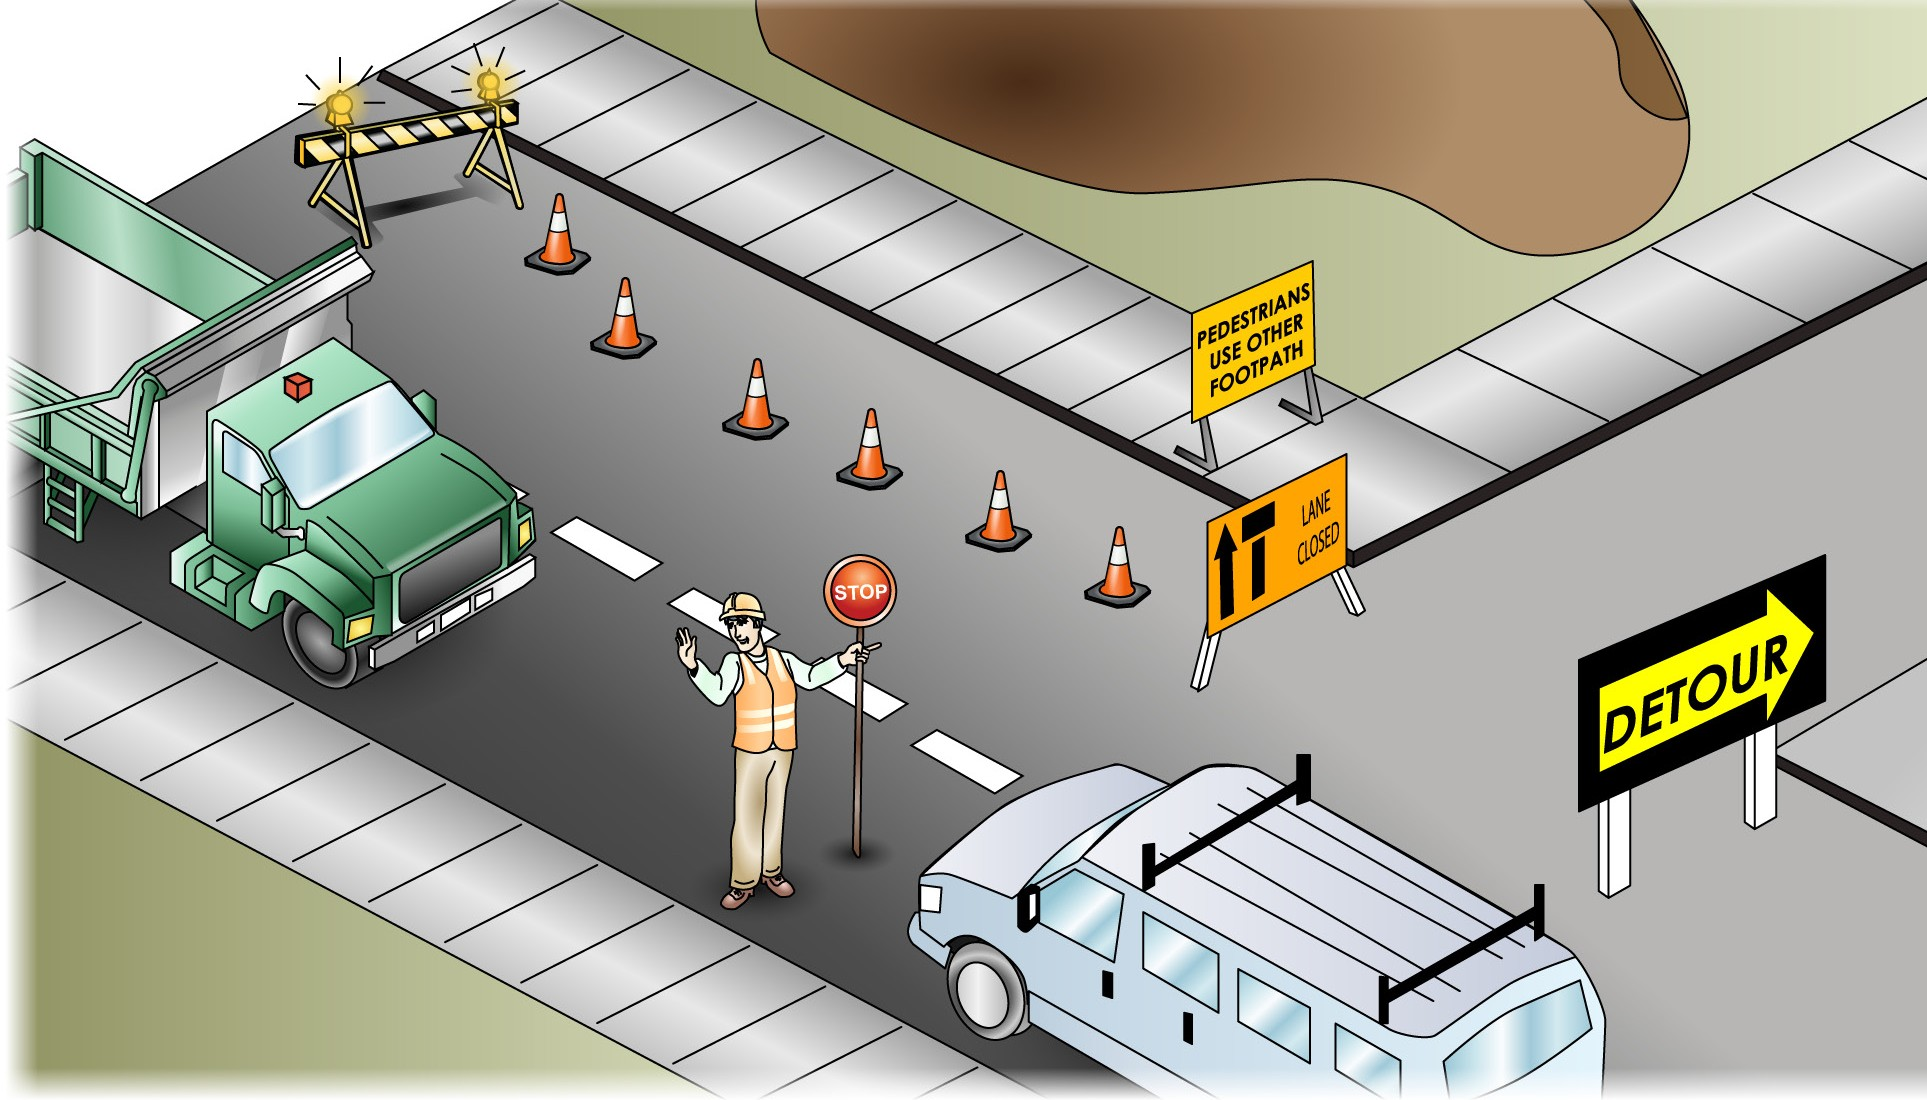 PEDESTRIANS
USE OTHER
FOOTPATH
LANE
CLOSED
STOP
DETOUR